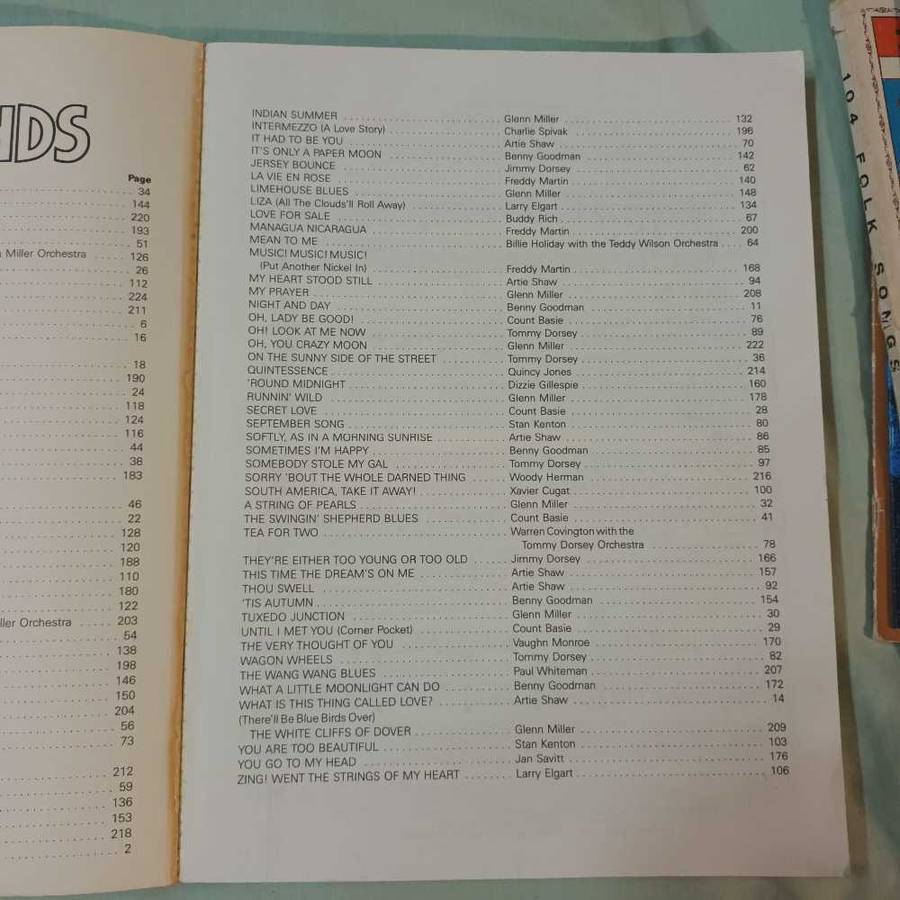 NDS
Page
34
144
220
193
51
Miller Orchestra ...... 126
26
112
224
211
6
16
18
190
24
118
124
116
44
38
183
46
22
128
120
188
110
180
122
ller Orchestra ...... 203
54
138
198
146
150
204
56
73
212
59
136
153
218
2
INDIAN SUMMER ...... Glenn Miller ...... 132
INTERMEZZO (A Love Story) ...... Charlie Spivak ...... 196
IT HAD TO BE YOU ...... Artie Shaw ...... 70
IT'S ONLY A PAPER MOON ...... Benny Goodman ...... 142
JERSEY BOUNCE ...... Jimmy Dorsey ...... 62
LA VIE EN ROSE ...... Freddy Martin ...... 140
LIMEHOUSE BLUES ...... Glenn Miller ...... 148
LIZA (All The Clouds'll Roll Away) ...... Larry Elgart ...... 134
LOVE FOR SALE ...... Buddy Rich ...... 67
MANAGUA NICARAGUA ...... Freddy Martin ...... 200
MEAN TO ME ...... Billie Holiday with the Teddy Wilson Orchestra .... 64
MUSIC! MUSIC! MUSIC!
(Put Another Nickel In) ...... Freddy Martin ...... 168
MY HEART STOOD STILL ...... Artie Shaw ...... 94
MY PRAYER ...... Glenn Miller ...... 208
NIGHT AND DAY ...... Benny Goodman ...... 11
OH, LADY BE GOOD! ...... Count Basie ...... 76
OH! LOOK AT ME NOW ...... Tommy Dorsey ...... 89
OH, YOU CRAZY MOON ...... Glenn Miller ...... 222
ON THE SUNNY SIDE OF THE STREET ...... Tommy Dorsey ...... 36
QUINTESSENCE ...... Quincy Jones ...... 214
'ROUND MIDNIGHT ...... Dizzie Gillespie ...... 160
RUNNIN' WILD ...... Glenn Miller ...... 178
SECRET LOVE ...... Count Basie ...... 28
SEPTEMBER SONG ...... Stan Kenton ...... 80
SOFTLY, AS IN A MORNING SUNRISE ...... Artie Shaw ...... 86
SOMETIMES I'M HAPPY ...... Benny Goodman ...... 85
SOMEBODY STOLE MY GAL ...... Tommy Dorsey ...... 97
SORRY 'BOUT THE WHOLE DARNED THING ...... Woody Herman ...... 216
SOUTH AMERICA, TAKE IT AWAY! ...... Xavier Cugat ...... 100
A STRING OF PEARLS ...... Glenn Miller ...... 32
THE SWINGIN' SHEPHERD BLUES ...... Count Basie ...... 41
TEA FOR TWO ...... Warren Covington with the
Tommy Dorsey Orchestra ...... 78
THEY'RE EITHER TOO YOUNG OR TOO OLD ...... Jimmy Dorsey ...... 166
THIS TIME THE DREAM'S ON ME ...... Artie Shaw ...... 157
THOU SWELL ...... Artie Shaw ...... 92
'TIS AUTUMN ...... Benny Goodman ...... 154
TUXEDO JUNCTION ...... Glenn Miller ...... 30
UNTIL I MET YOU (Corner Pocket) ...... Count Basie ...... 29
THE VERY THOUGHT OF YOU ...... Vaughn Monroe ...... 170
WAGON WHEELS ...... Tommy Dorsey ...... 82
THE WANG WANG BLUES ...... Paul Whiteman ...... 207
WHAT A LITTLE MOONLIGHT CAN DO ...... Benny Goodman ...... 172
WHAT IS THIS THING CALLED LOVE? ...... Artie Shaw ...... 14
(There'll Be Blue Birds Over)
THE WHITE CLIFFS OF DOVER ...... Glenn Miller ...... 209
YOU ARE TOO BEAUTIFUL ...... Stan Kenton ...... 103
YOU GO TO MY HEAD ...... Jan Savitt ...... 176
ZING! WENT THE STRINGS OF MY HEART ...... Larry Elgart ...... 106
104 FOLK SONGS